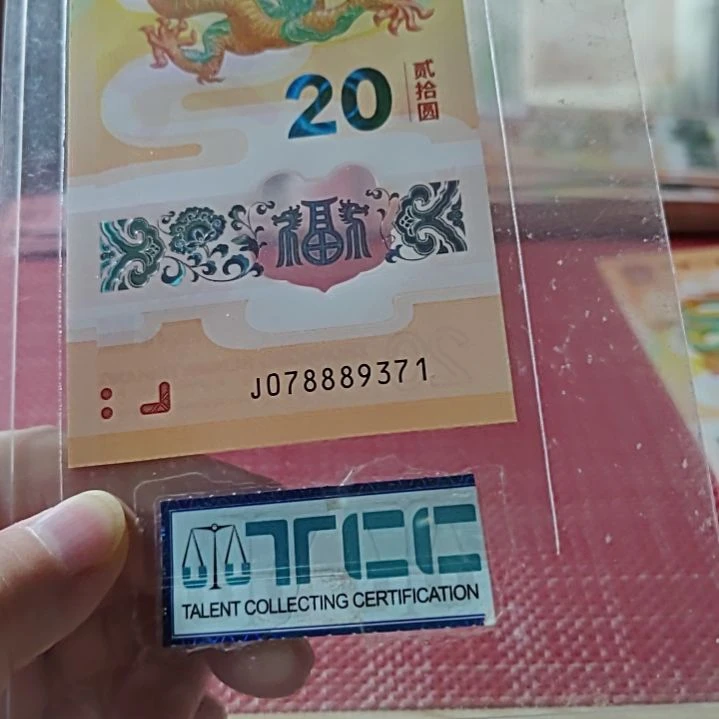 20
贰拾圆
福
J078889371
TCC
TALENT COLLECTING CERTIFICATION